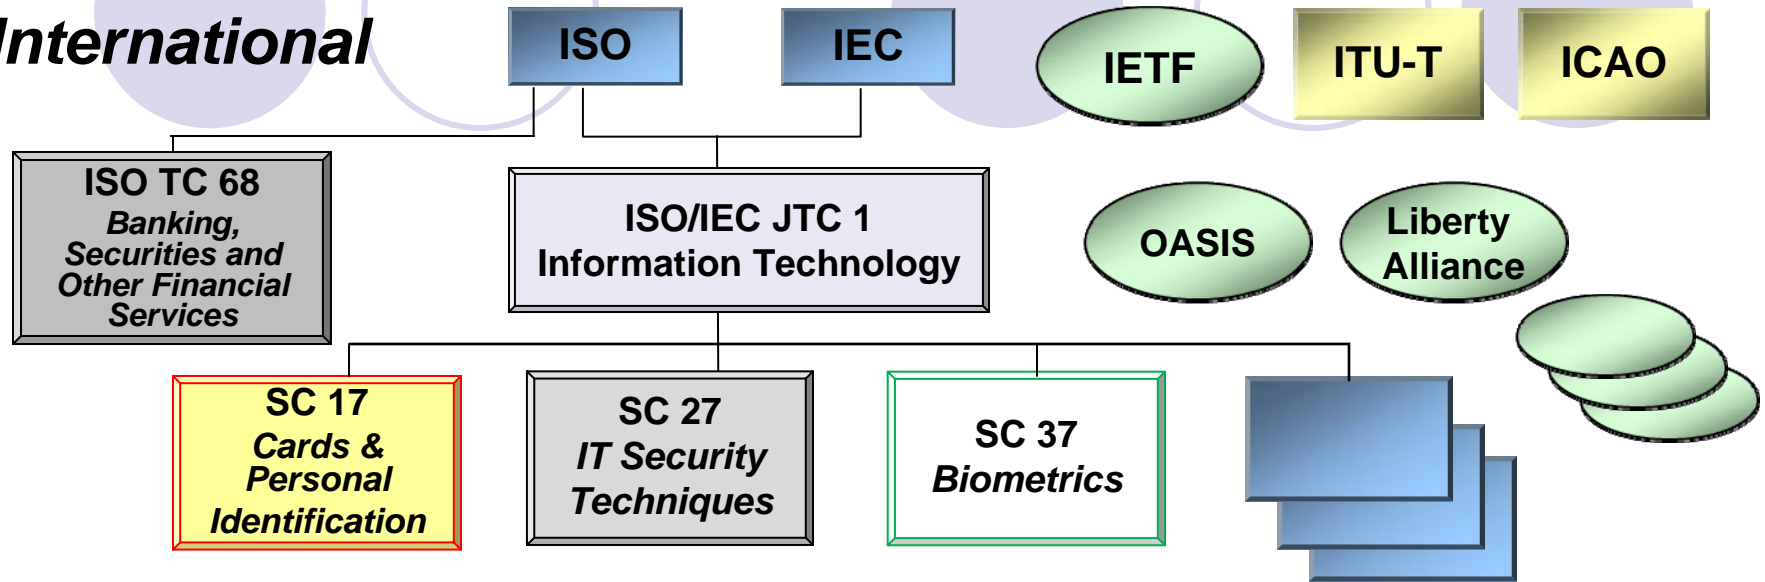 International
ISO
IEC
IETF
ITU-T
ICAO
ISO TC 68
Banking,
Securities and
Other Financial
Services
ISO/IEC JTC 1
Information Technology
OASIS
Liberty
Alliance
SC 17
Cards &
Personal
Identification
SC 27
IT Security
Techniques
SC 37
Biometrics